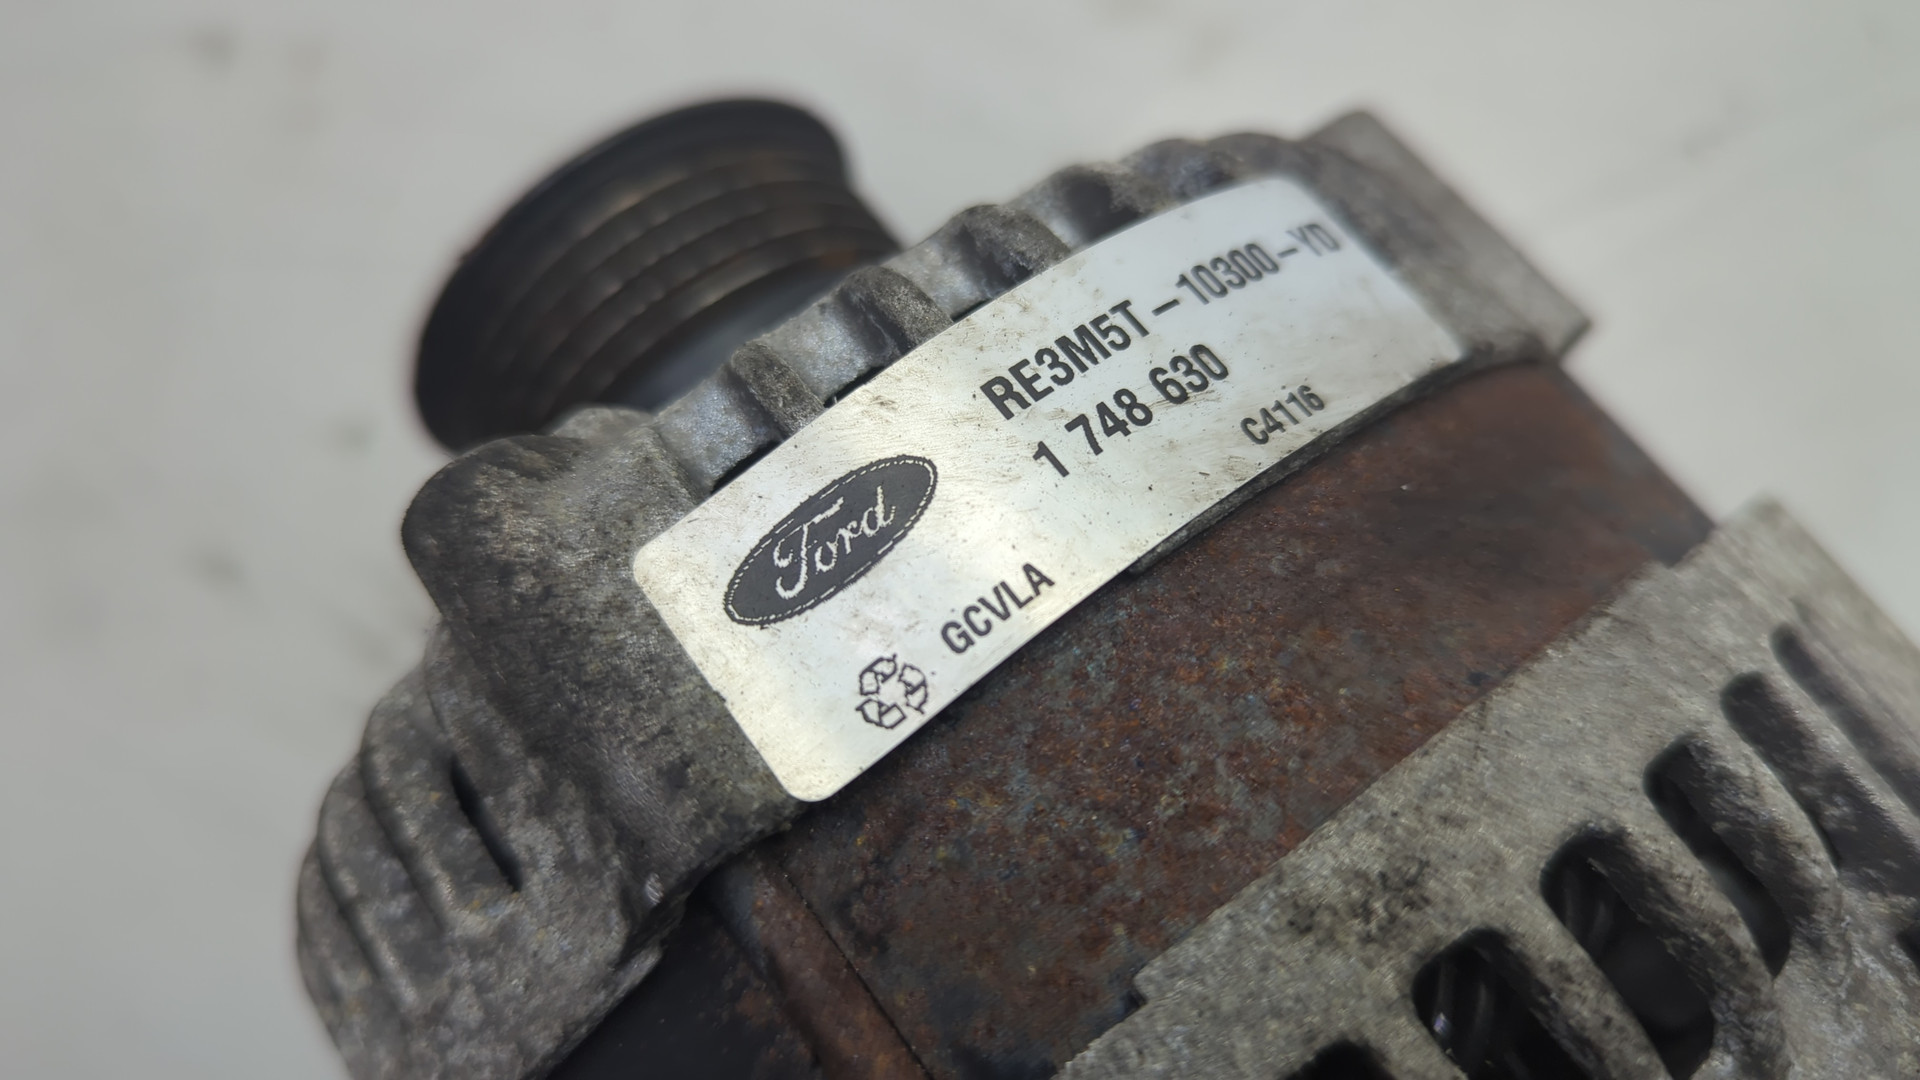 RE3M5T-10300-YD
1 748 630
C4116
Ford
GCVLA